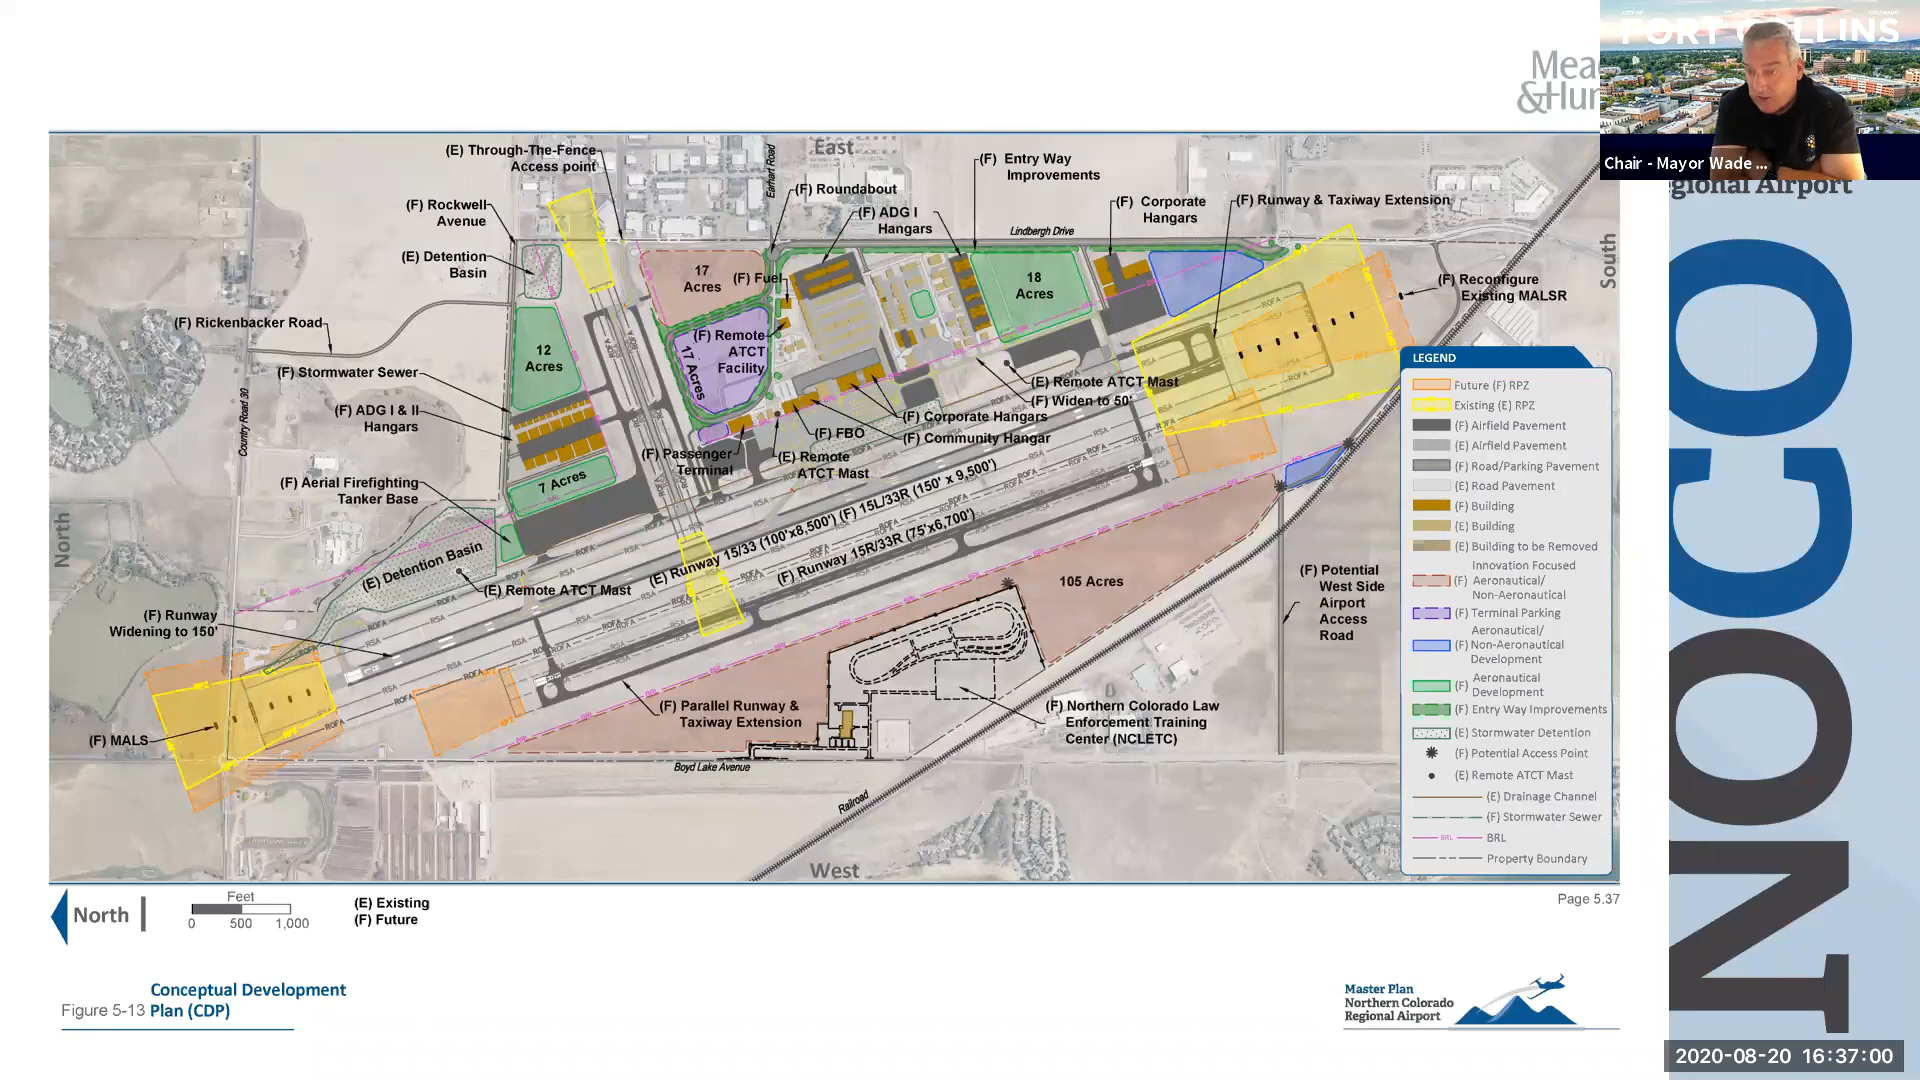 CITY OF
COLORADO
FORT COLLINS
Chair - Mayor Wade ...
Mea
&Hun
gional Airport
NOCO
East
South
North
West
(E) Through-The-Fence
Access point)
(F) Rockwell
Avenue
(E) Detention
Basin
(F) Rickenbacker Road
(F) Stormwater Sewer
(F) ADG I & II
Hangars
(F) Aerial Firefighting
Tanker Base
Country Road 30
Earhart Road
(F) Roundabout
(F) ADG I
Hangars
(F) Entry Way
Improvements
Lindbergh Drive
(F) Corporate
Hangars
(F) Runway & Taxiway Extension
(F) Reconfigure
Existing MALSR
17
Acres
(F) Fuel
18
Acres
12
Acres
(F) Remote
ATCT
Facility
17 Acres
7 Acres
(E) Remote ATCT Mast
(F) Widen to 50'
(F) Corporate Hangars
(F) Community Hangar
(F) FBO
(F) Passenger
Terminal
(E) Remote
ATCT Mast
(E) Detention Basin
(E) Remote ATCT Mast
(E) Runway 15/33 (100'x8,500') (F) 15L/33R (150' x 9,500')
(F) Runway 15R/33R (75'x6,700')
105 Acres
(F) Potential
West Side
Airport
Access
Road
(F) Runway
Widening to 150'
(F) MALS
(F) Parallel Runway &
Taxiway Extension
(F) Northern Colorado Law
Enforcement Training
Center (NCLETC)
Boyd Lake Avenue
Railroad
LEGEND
Future (F) RPZ
Existing (E) RPZ
(F) Airfield Pavement
(E) Airfield Pavement
(F) Road/Parking Pavement
(E) Road Pavement
(F) Building
(E) Building
(E) Building to be Removed
Innovation Focused
(F) Aeronautical/
Non-Aeronautical
(F) Terminal Parking
Aeronautical/
(F) Non-Aeronautical
Development
(F) Aeronautical
Development
(F) Entry Way Improvements
(E) Stormwater Detention
(F) Potential Access Point
(E) Remote ATCT Mast
(E) Drainage Channel
(F) Stormwater Sewer
BRL BRL
Property Boundary
North
Feet
0 500 1,000
(E) Existing
(F) Future
Page 5.37
Figure 5-13 Conceptual Development
Plan (CDP)
Master Plan
Northern Colorado
Regional Airport
2020-08-20 16:37:00